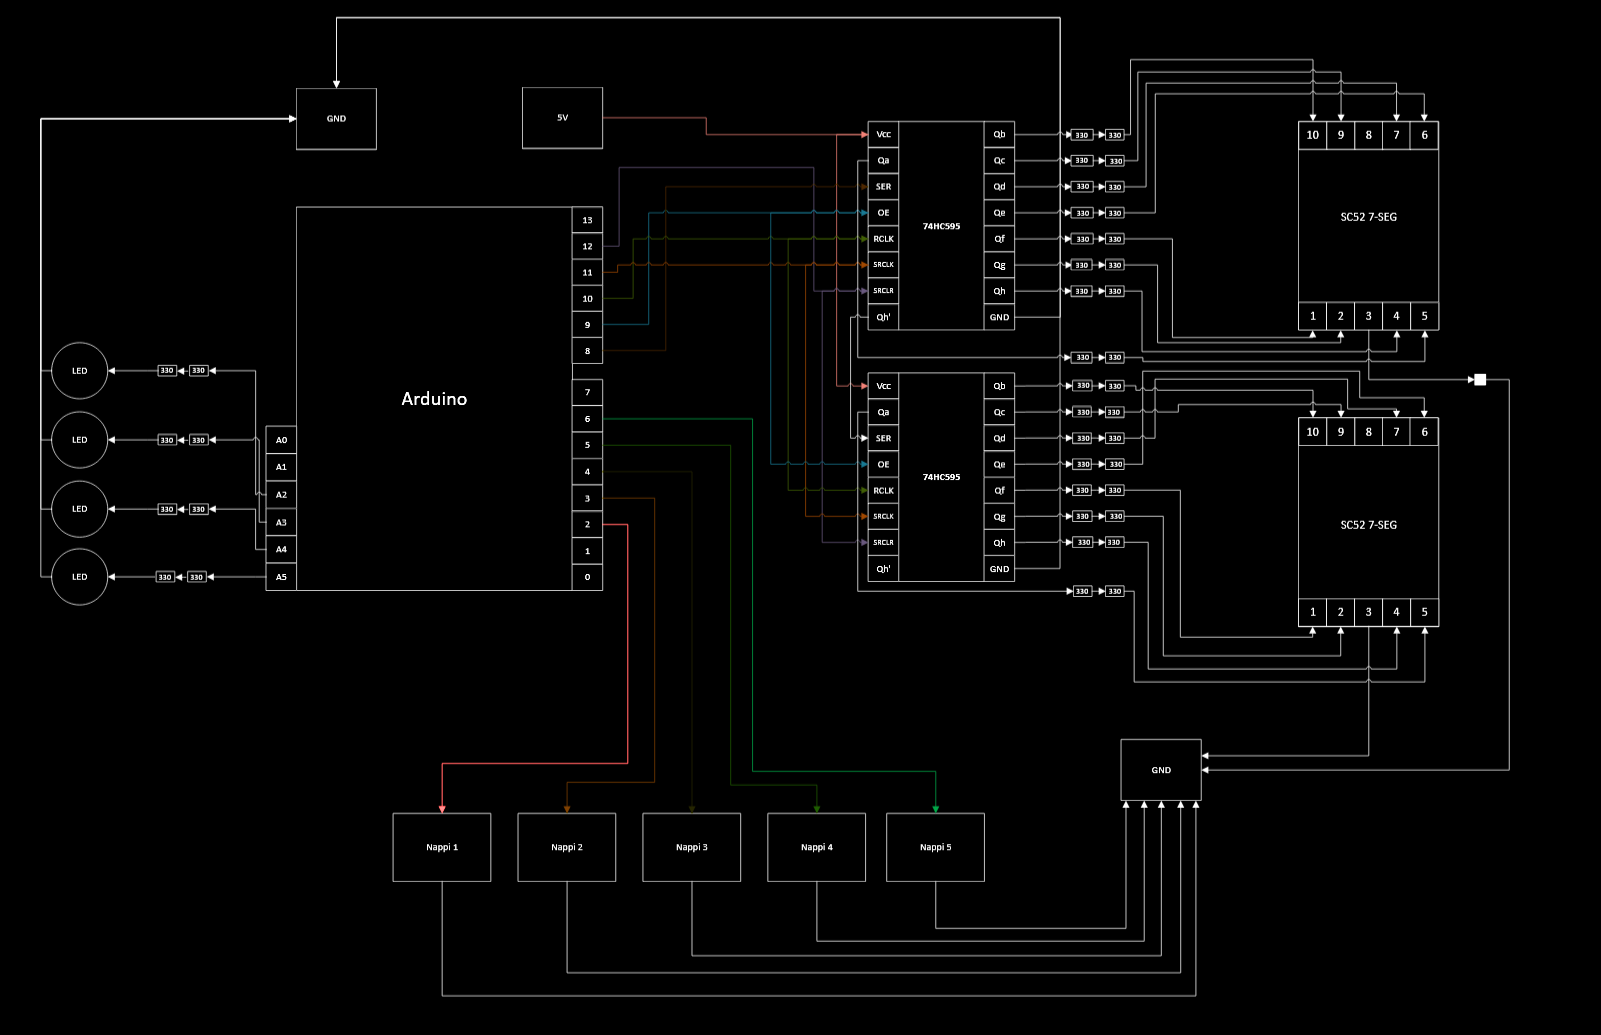 GND
5V
Arduino
13
12
11
10
9
8
7
6
5
4
3
2
1
0
A0
A1
A2
A3
A4
A5
LED
330
330
LED
330
330
LED
330
330
LED
330
330
74HC595
Vcc
Qa
SER
OE
RCLK
SRCLK
SRCLR
Qh'
Qb
Qc
Qd
Qe
Qf
Qg
Qh
GND
330 330
330 330
330 330
330 330
330 330
330 330
330 330
330 330
10 9 8 7 6
SC52 7-SEG
1 2 3 4 5
74HC595
Vcc
Qa
SER
OE
RCLK
SRCLK
SRCLR
Qh'
Qb
Qc
Qd
Qe
Qf
Qg
Qh
GND
330 330
330 330
330 330
330 330
330 330
330 330
330 330
330 330
10 9 8 7 6
SC52 7-SEG
1 2 3 4 5
GND
Nappi 1
Nappi 2
Nappi 3
Nappi 4
Nappi 5